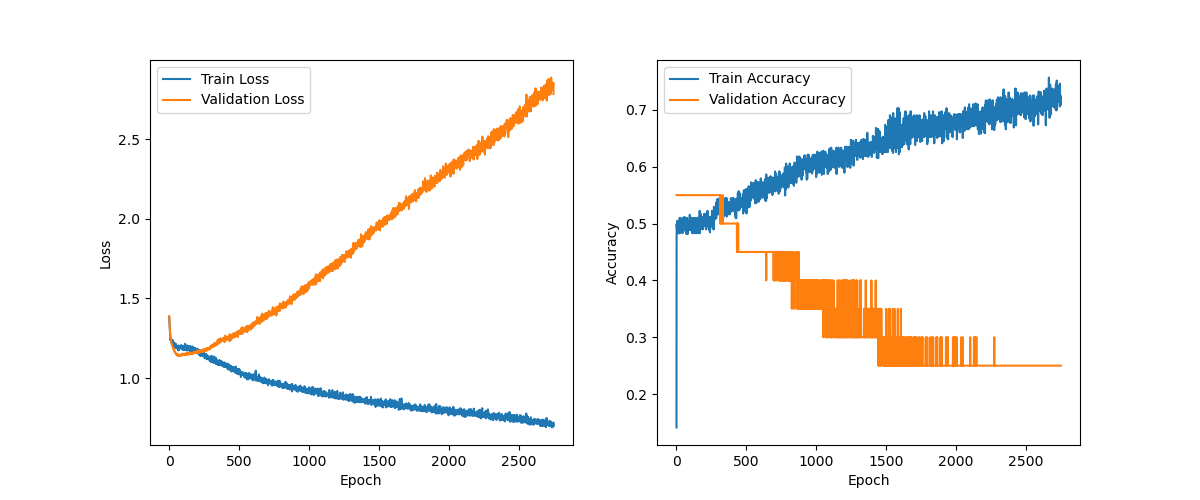 Train Loss
Validation Loss
2.5
2.0
1.5
1.0
Loss
0 500 1000 1500 2000 2500
Epoch
Train Accuracy
Validation Accuracy
0.7
0.6
0.5
0.4
0.3
0.2
Accuracy
0 500 1000 1500 2000 2500
Epoch